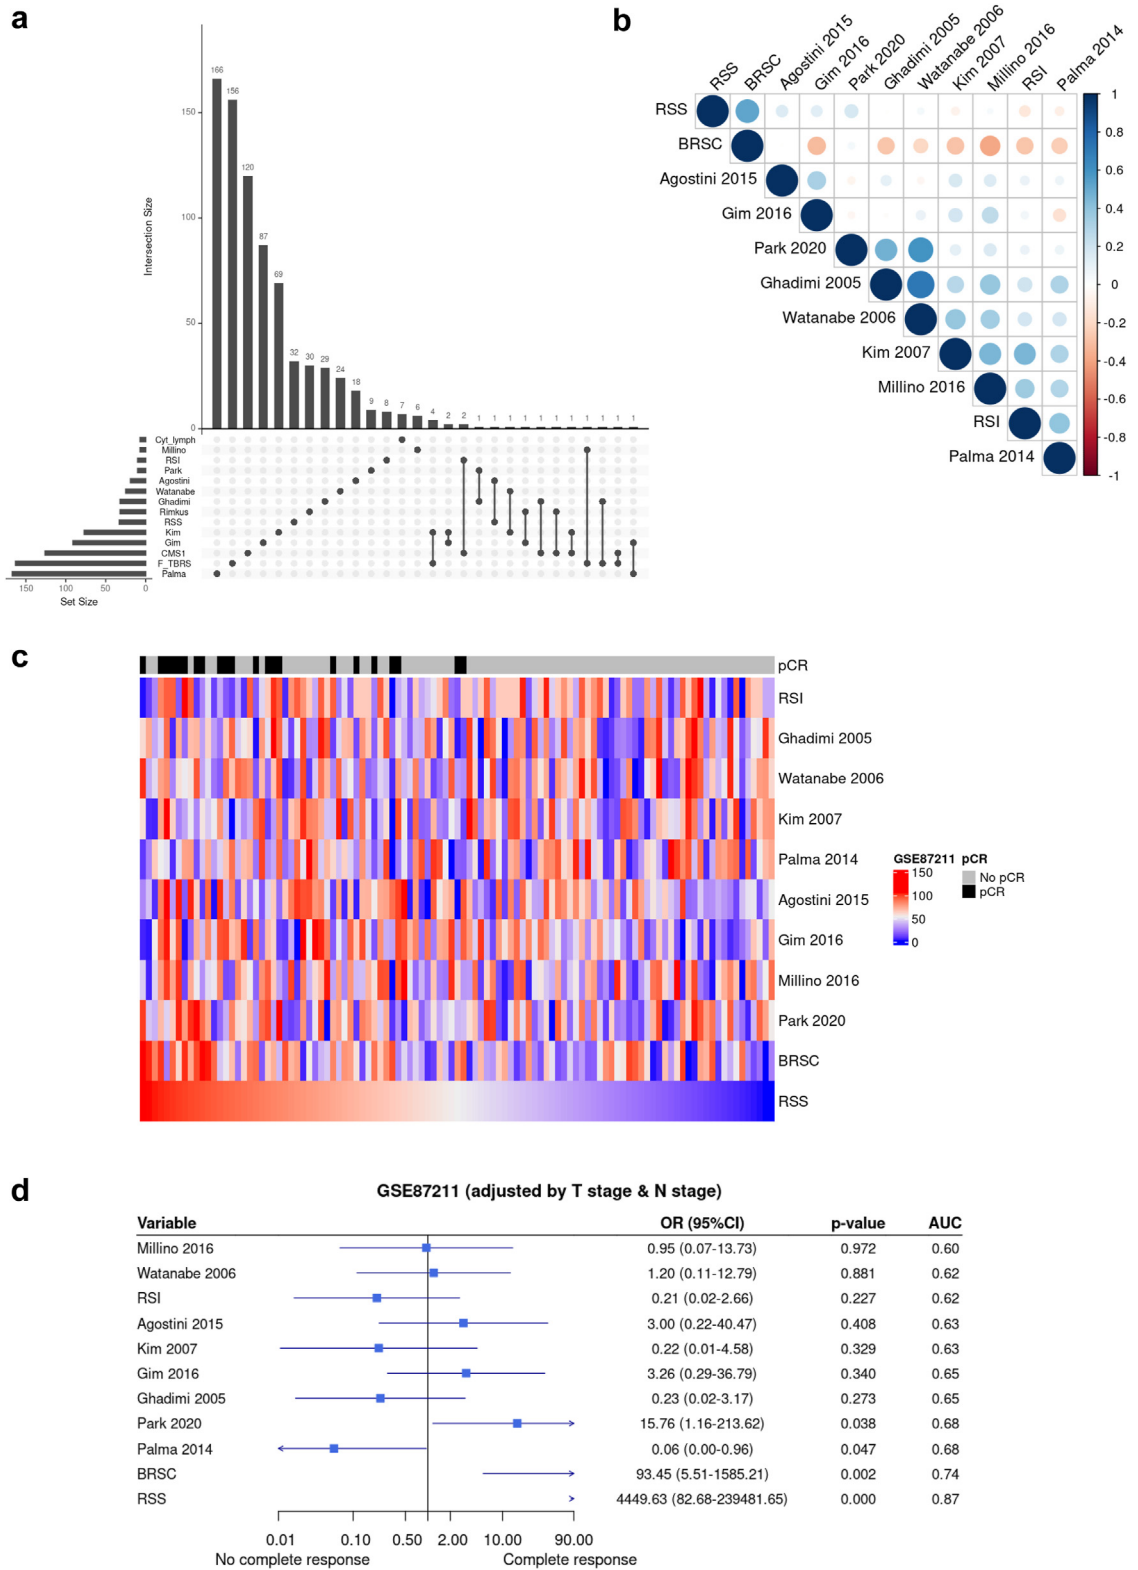 a
166
156
120
87
69
32
30
29
24
18
9
8
7
6
4
2
2
1
1
1
1
1
1
1
1
1
1
1
Intersection Size
150
100
50
0
Cyt_lymph
Millino
RSI
Park
Agostini
Watanabe
Ghadimi
Rimkus
RSS
Kim
Gim
CMS1
F_TBRS
Palma
150 100 50 0
Set Size
b
RSS
BRSC
Agostini 2015
Gim 2016
Park 2020
Ghadimi 2005
Watanabe 2006
Kim 2007
Millino 2016
RSI
Palma 2014
RSS
BRSC
Agostini 2015
Gim 2016
Park 2020
Ghadimi 2005
Watanabe 2006
Kim 2007
Millino 2016
RSI
Palma 2014
1
0.8
0.6
0.4
0.2
0
-0.2
-0.4
-0.6
-0.8
-1
c
pCR
RSI
Ghadimi 2005
Watanabe 2006
Kim 2007
Palma 2014
Agostini 2015
Gim 2016
Millino 2016
Park 2020
BRSC
RSS
GSE87211
150
100
50
0
pCR
No pCR
pCR
d
GSE87211 (adjusted by T stage & N stage)
Variable OR (95%CI) p-value AUC
Millino 2016 0.95 (0.07-13.73) 0.972 0.60
Watanabe 2006 1.20 (0.11-12.79) 0.881 0.62
RSI 0.21 (0.02-2.66) 0.227 0.62
Agostini 2015 3.00 (0.22-40.47) 0.408 0.63
Kim 2007 0.22 (0.01-4.58) 0.329 0.63
Gim 2016 3.26 (0.29-36.79) 0.340 0.65
Ghadimi 2005 0.23 (0.02-3.17) 0.273 0.65
Park 2020 15.76 (1.16-213.62) 0.038 0.68
Palma 2014 0.06 (0.00-0.96) 0.047 0.68
BRSC 93.45 (5.51-1585.21) 0.002 0.74
RSS 4449.63 (82.68-239481.65) 0.000 0.87
0.01 0.10 0.50 2.00 10.00 90.00
No complete response Complete response